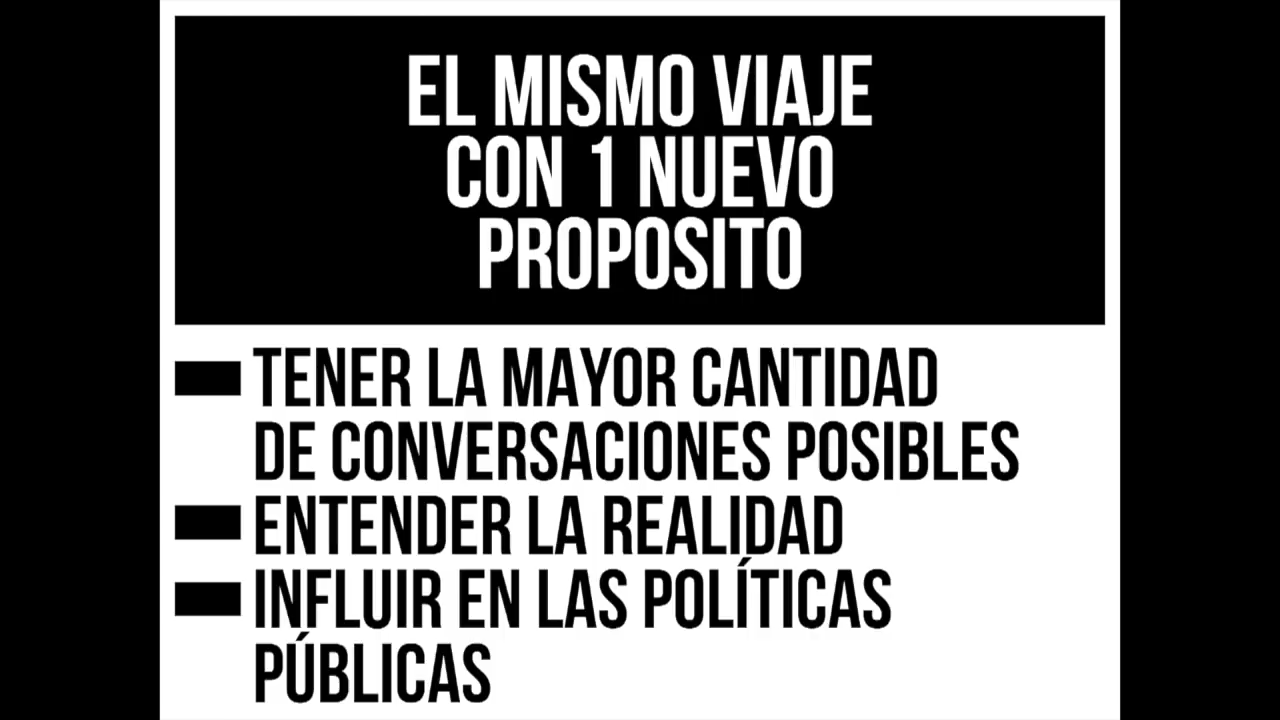 EL MISMO VIAJE
CON 1 NUEVO
PROPOSITO
TENER LA MAYOR CANTIDAD
DE CONVERSACIONES POSIBLES
ENTENDER LA REALIDAD
INFLUIR EN LAS POLÍTICAS
PÚBLICAS